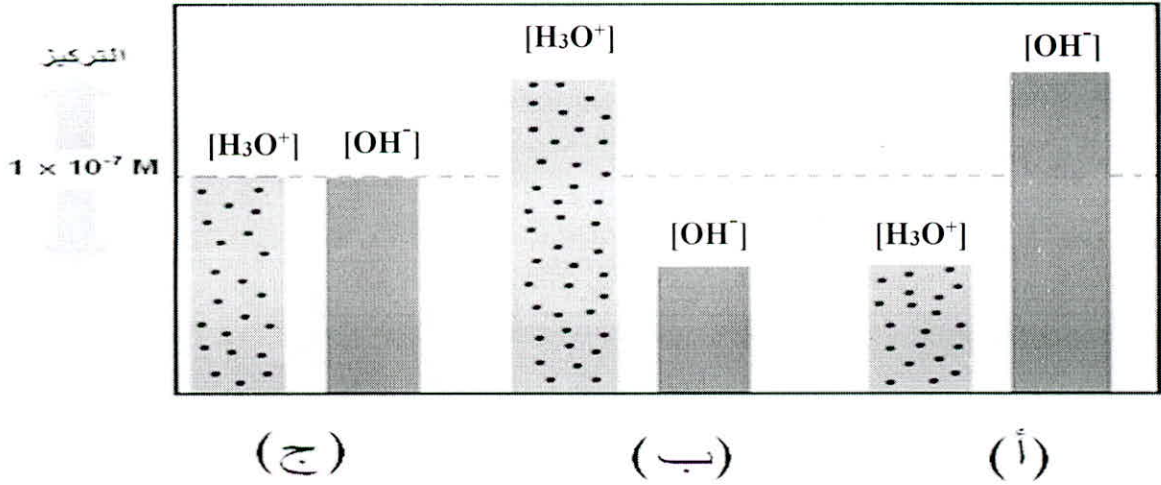 [H₃O⁺]
[OH⁻]
التركيز
[H₃O⁺]
[OH⁻]
1 × 10⁻⁷ M
[OH⁻]
[H₃O⁺]
(أ)
(ب)
(ج)